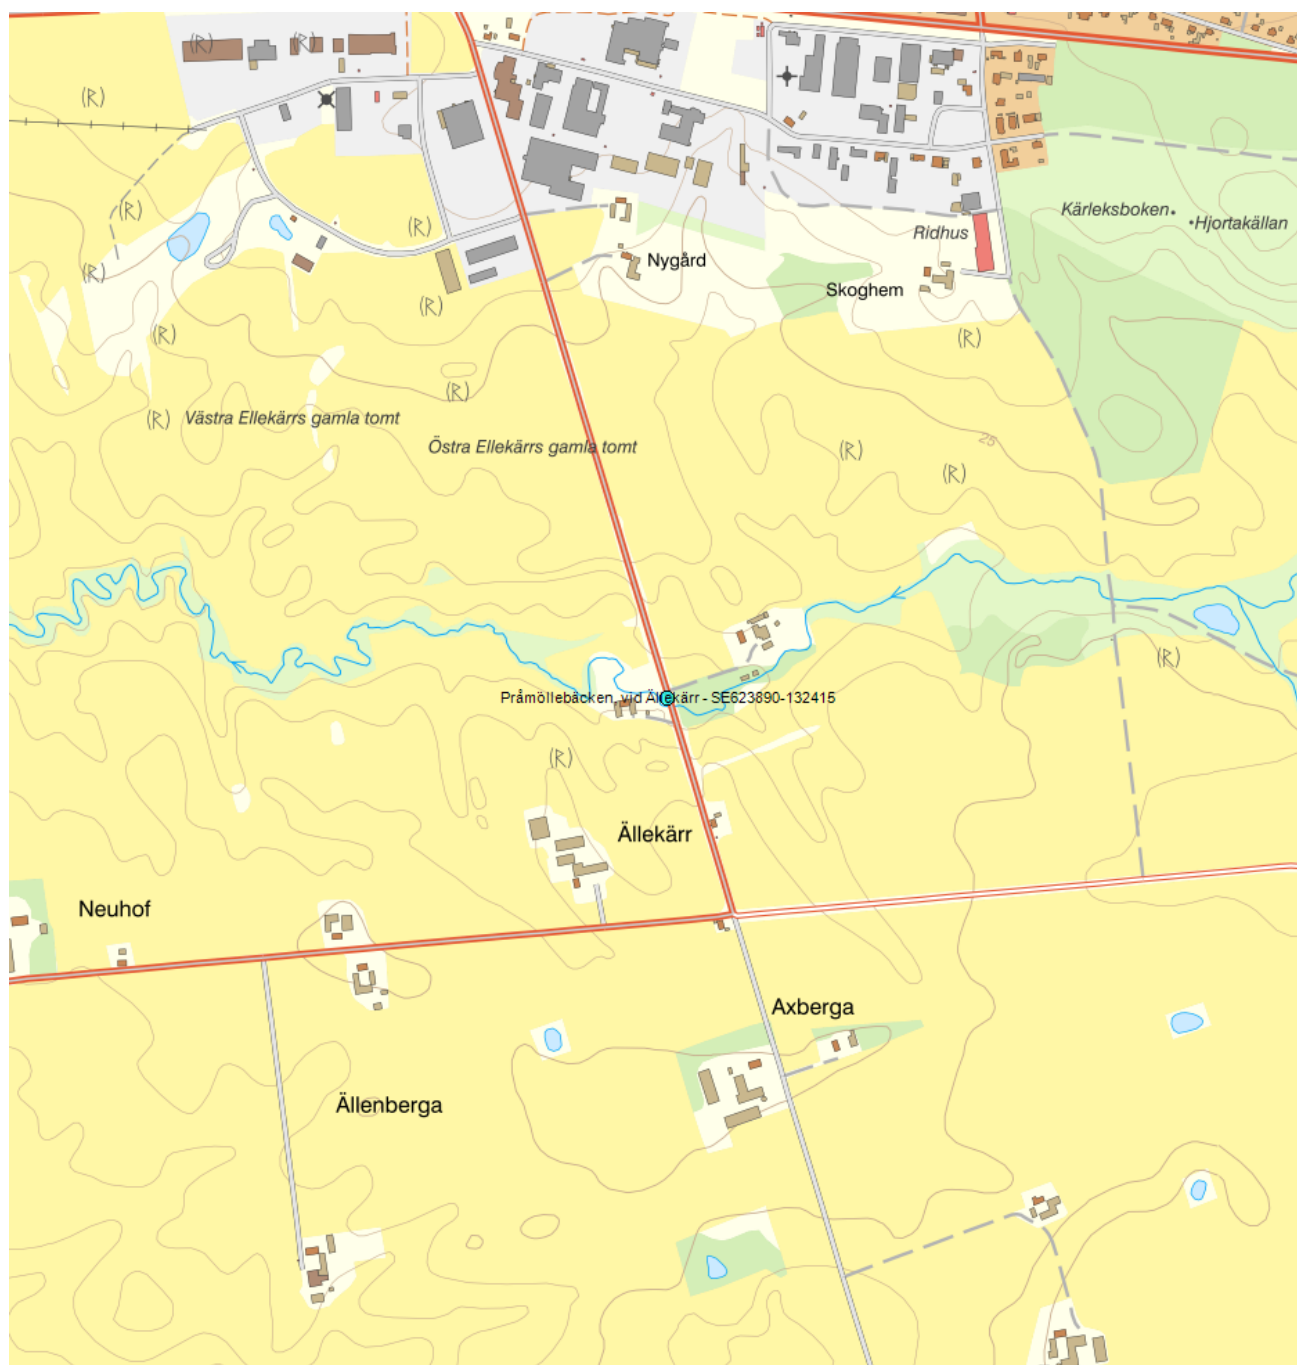 (R)
(R)
(R)
(R)
Kärleksboken
Hjortakällan
(R)
Ridhus
Nygård
(R)
Skoghem
(R)
(R)
(R)
(R)
(R)
Västra Ellekärrs gamla tomt
Östra Ellekärrs gamla tomt
25
(R)
(R)
(R)
Pråmöllebäcken, vid Ällekärr - SE623890-132415
(R)
Ällekärr
Neuhof
Axberga
Ällenberga